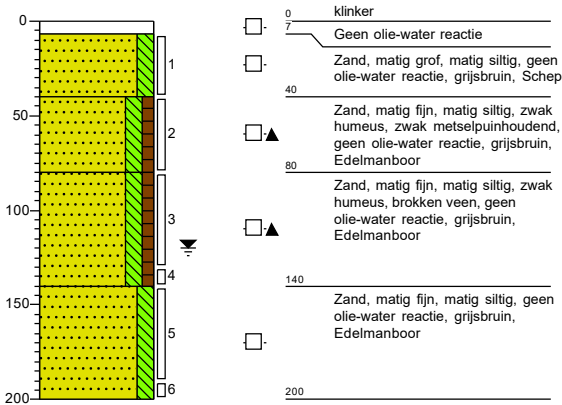 0
50
100
150
200
1
2
3
4
5
6
0
klinker
7
Geen olie-water reactie
Zand, matig grof, matig siltig, geen
olie-water reactie, grijsbruin, Schep
40
Zand, matig fijn, matig siltig, zwak
humeus, zwak metselpuinhoudend,
geen olie-water reactie, grijsbruin,
Edelmanboor
80
Zand, matig fijn, matig siltig, zwak
humeus, brokken veen, geen
olie-water reactie, grijsbruin,
Edelmanboor
140
Zand, matig fijn, matig siltig, geen
olie-water reactie, grijsbruin,
Edelmanboor
200